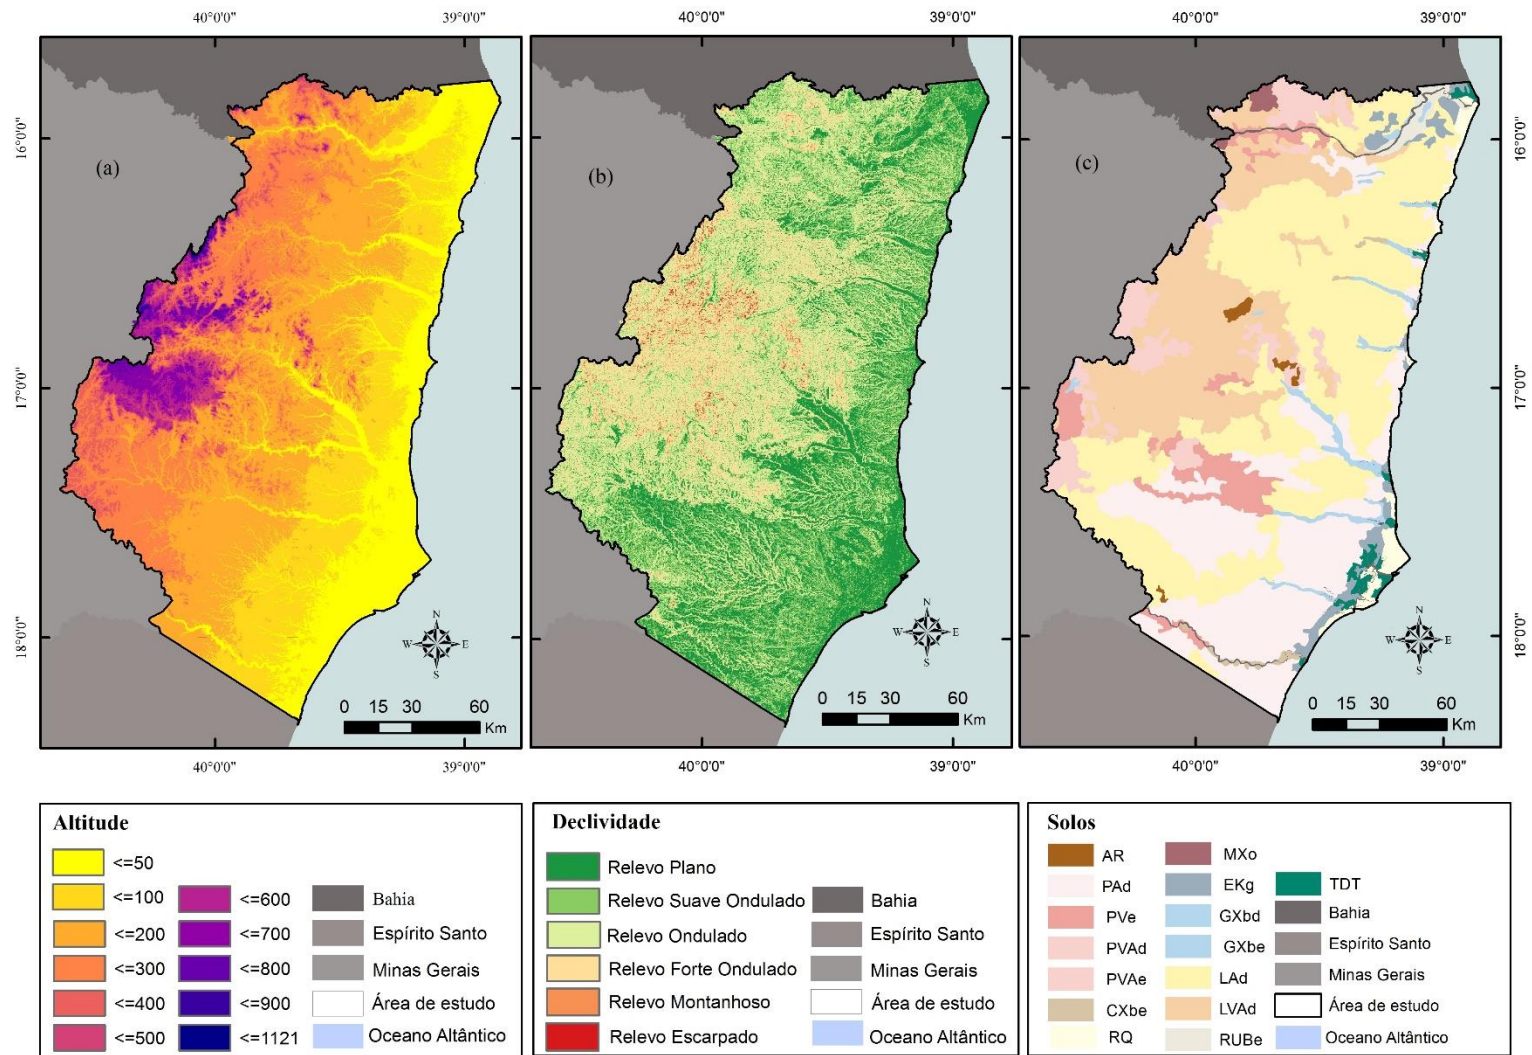 40°0'0"
39°0'0"
40°0'0"
39°0'0"
40°0'0"
39°0'0"
16°0'0"
17°0'0"
18°0'0"
(a)
N
W
E
S
0 15 30 60
Km
(b)
N
W
E
S
0 15 30 60
Km
(c)
N
W
E
S
0 15 30 60
Km
16°0'0"
17°0'0"
18°0'0"
40°0'0"
39°0'0"
40°0'0"
39°0'0"
40°0'0"
39°0'0"
Altitude
<=50
<=100
<=200
<=300
<=400
<=500
<=600
<=700
<=800
<=900
<=1121
Bahia
Espírito Santo
Minas Gerais
Área de estudo
Oceano Altântico
Declividade
Relevo Plano
Relevo Suave Ondulado
Relevo Ondulado
Relevo Forte Ondulado
Relevo Montanhoso
Relevo Escarpado
Bahia
Espírito Santo
Minas Gerais
Área de estudo
Oceano Altântico
Solos
AR
PAd
PVe
PVAd
PVAe
CXbe
RQ
MXo
EKg
GXbd
GXbe
LAd
LVAd
RUBe
TDT
Bahia
Espírito Santo
Minas Gerais
Área de estudo
Oceano Altântico